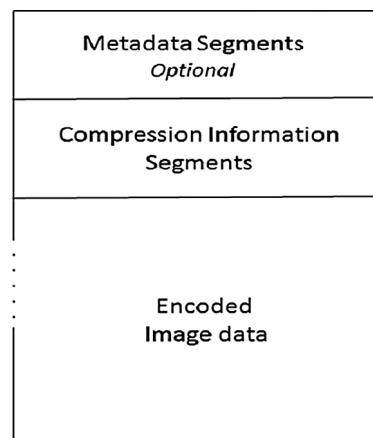 Metadata Segments
Optional
Compression Information
Segments
Encoded
Image data